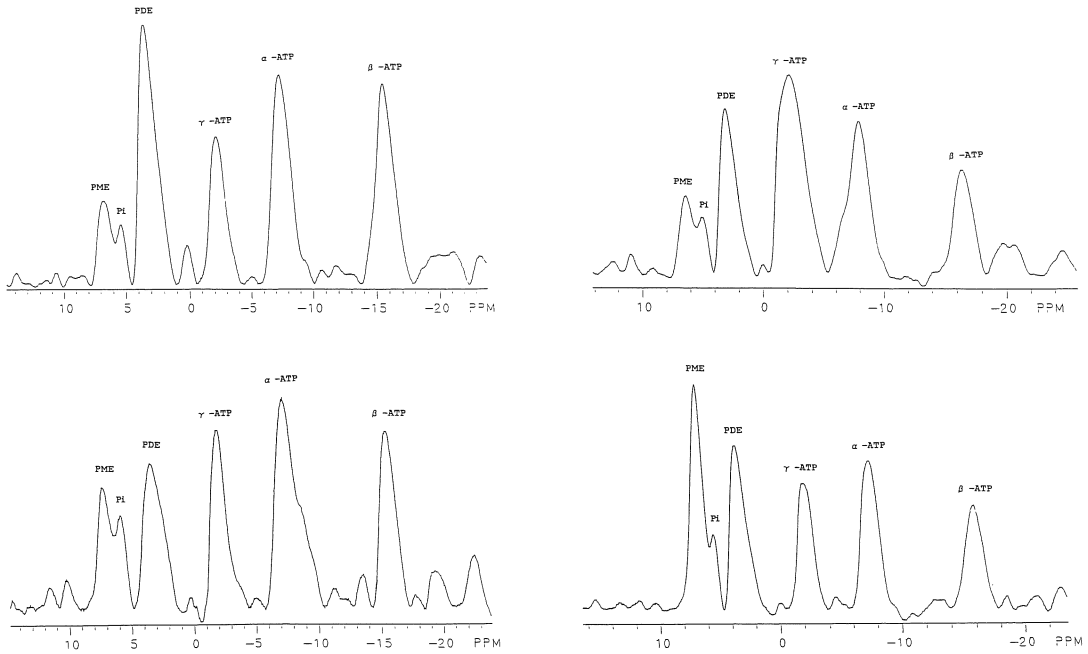 PDE
α -ATP
β -ATP
γ -ATP
PME
Pi
10 5 0 -5 -10 -15 -20 PPM
γ -ATP
PDE
α -ATP
β -ATP
PME
Pi
10 0 -10 -20 PPM
α -ATP
γ -ATP
β -ATP
PDE
PME
Pi
10 5 0 -5 -10 -15 -20 PPM
PME
PDE
α -ATP
γ -ATP
β -ATP
Pi
10 0 -10 -20 PPM